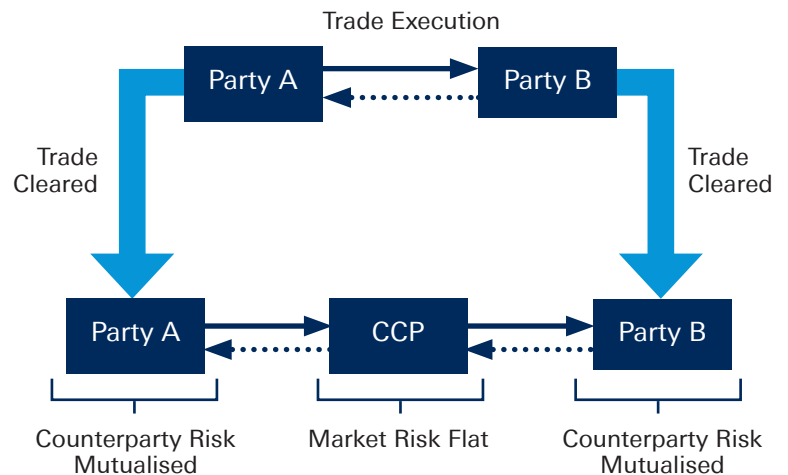 Trade Execution
Party A
Party B
Trade
Cleared
Trade
Cleared
Party A
CCP
Party B
Counterparty Risk
Mutualised
Market Risk Flat
Counterparty Risk
Mutualised